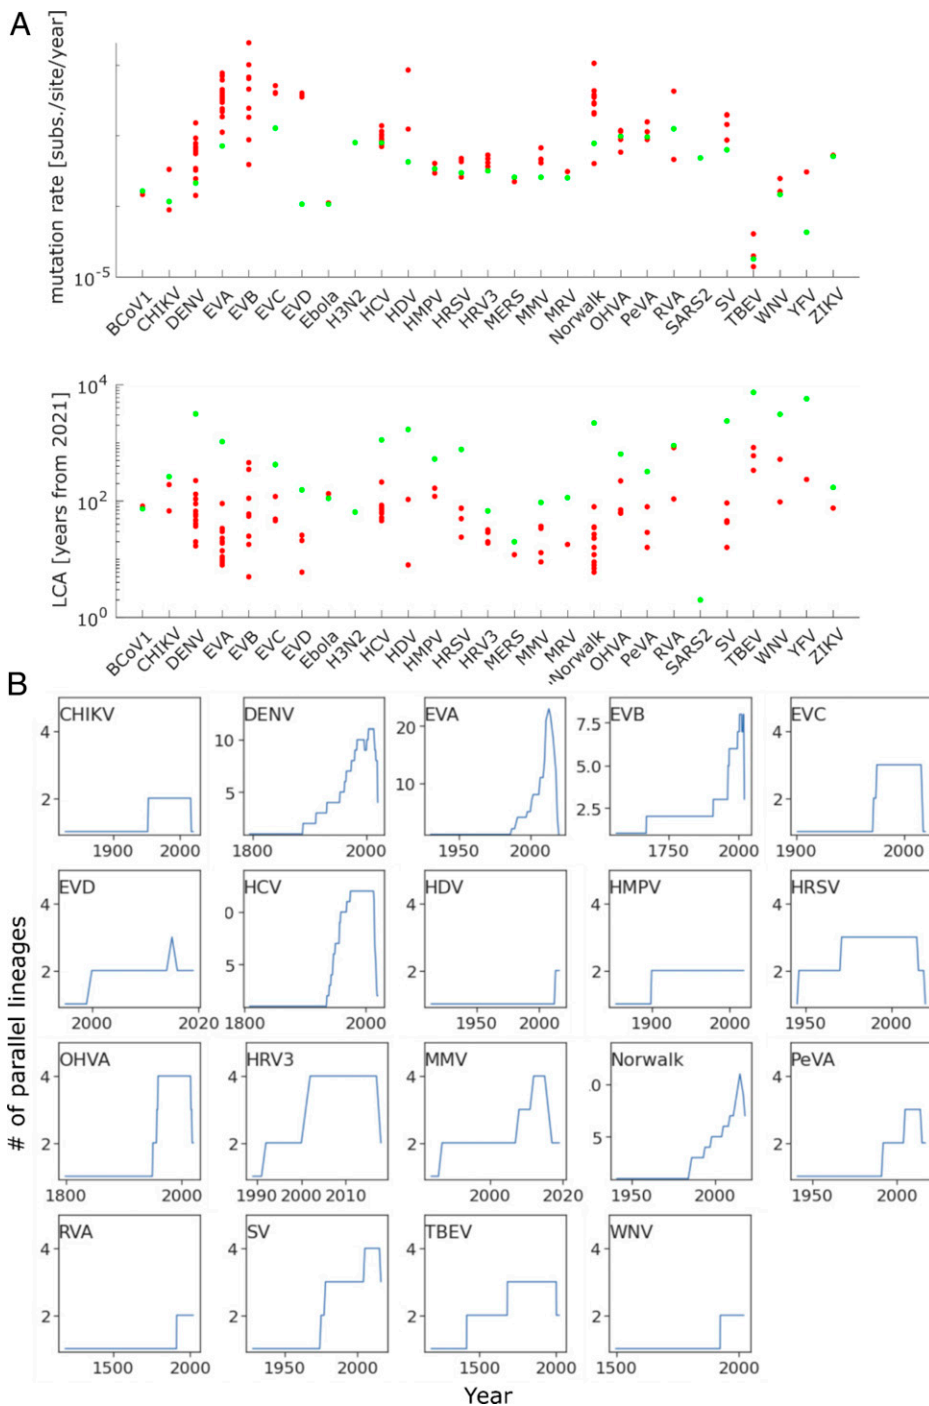 A
mutation rate [subs./site/year]
10-5
BCoV1 CHIKV DENV EVA EVB EVC EVD Ebola H3N2 HCV HDV HMPV HRSV HRV3 MERS MMV MRV Norwalk OHVA PeVA RVA SARS2 SV TBEV WNV YFV ZIKV
LCA [years from 2021]
104
102
100
BCoV1 CHIKV DENV EVA EVB EVC EVD Ebola H3N2 HCV HDV HMPV HRSV HRV3 MERS MMV MRV Norwalk OHVA PeVA RVA SARS2 SV TBEV WNV YFV ZIKV
B
# of parallel lineages
CHIKV
4
2
1900 2000
DENV
10
5
1800 1900 2000
EVA
20
10
1950 2000
EVB
7.5
5.0
2.5
1750 2000
EVC
4
2
1900 2000
EVD
4
2
2000 2020
HCV
0
5
1800 1900 2000
HDV
4
2
1950 2000
HMPV
4
2
1900 2000
HRSV
4
2
1950 2000
OHVA
4
2
1800 1900 2000
HRV3
4
2
1990 2000 2010
MMV
4
2
2000 2020
Norwalk
0
5
1950 2000
PeVA
4
2
1950 2000
RVA
4
2
1500 2000
SV
4
2
1950 2000
TBEV
4
2
1500 2000
WNV
4
2
1500 2000
Year